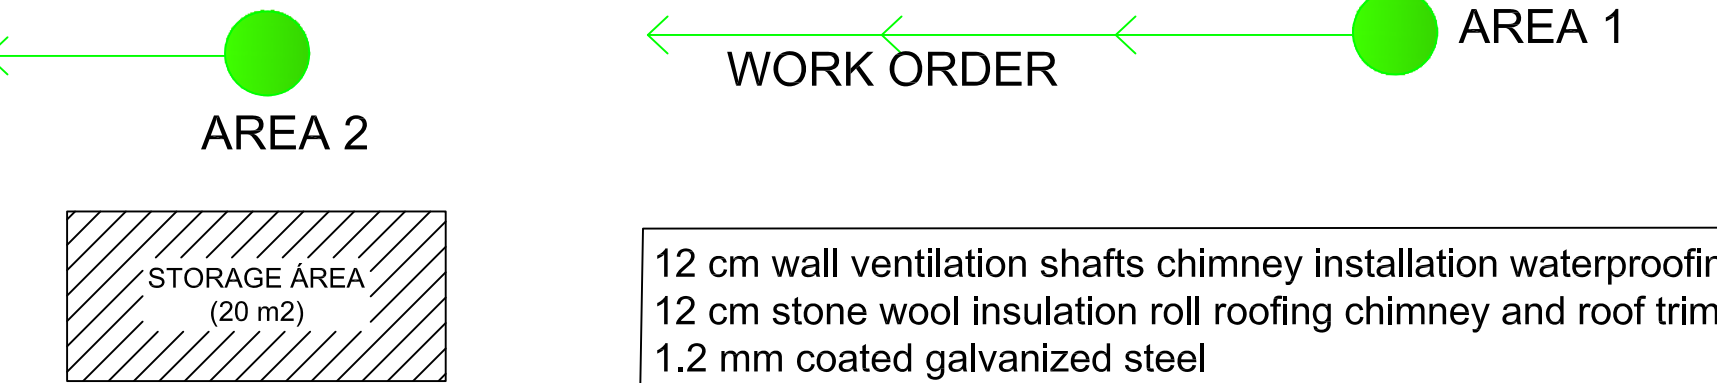 AREA 1
WORK ORDER
AREA 2
STORAGE ÁREA
(20 m2)
12 cm wall ventilation shafts chimney installation waterproofin
12 cm stone wool insulation roll roofing chimney and roof trim
1.2 mm coated galvanized steel